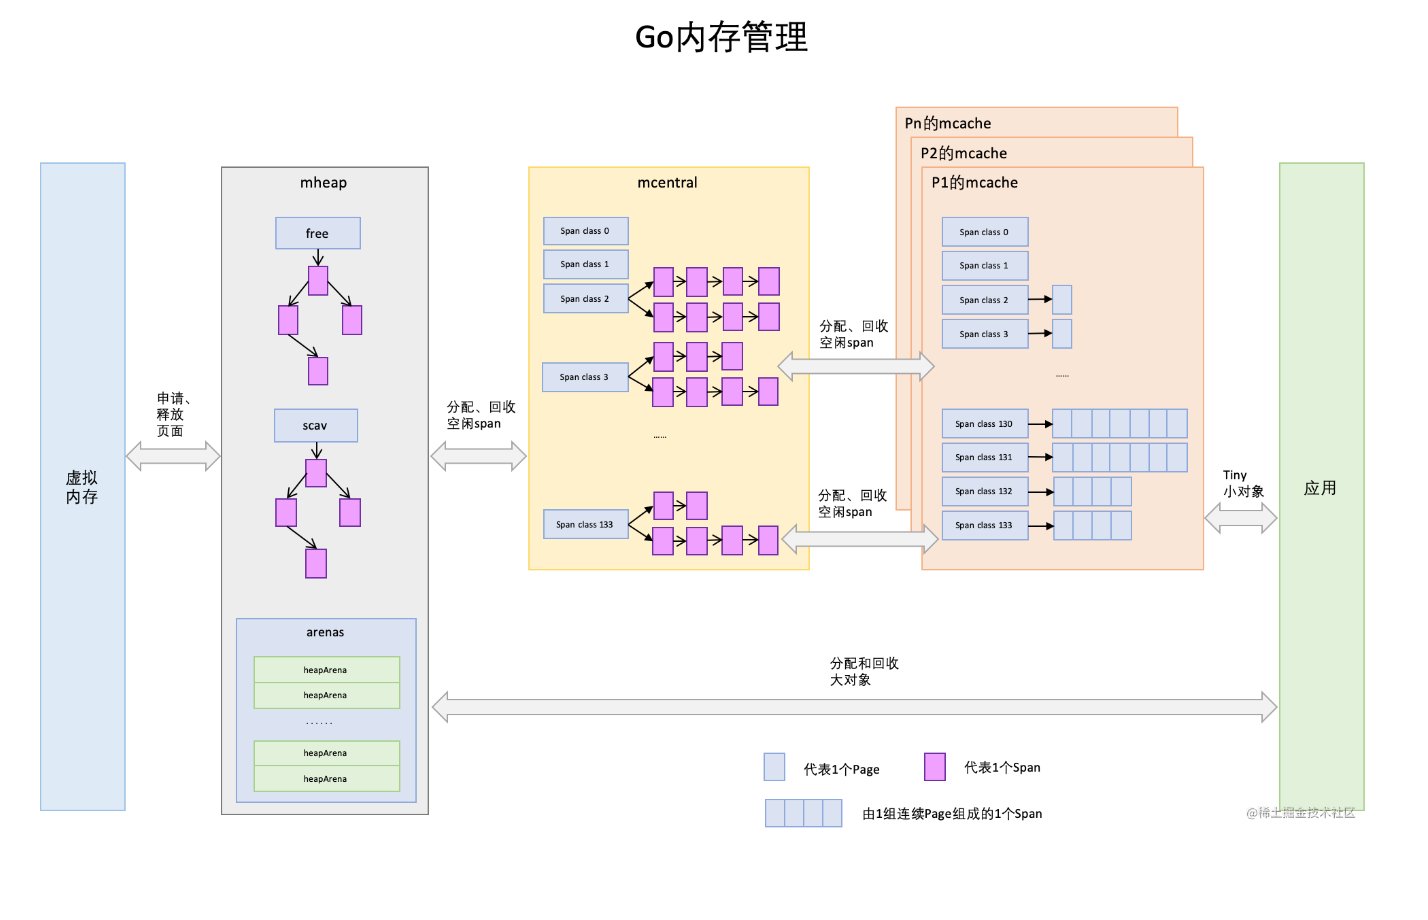 Go内存管理
Pn的mcache
P2的mcache
P1的mcache
mheap
mcentral
free
scav
arenas
heapArena
heapArena
......
heapArena
heapArena
Span class 0
Span class 1
Span class 2
Span class 3
......
Span class 133
Span class 0
Span class 1
Span class 2
Span class 3
......
Span class 130
Span class 131
Span class 132
Span class 133
虚拟
内存
申请、
释放
页面
分配、回收
空闲span
分配、回收
空闲span
分配、回收
空闲span
Tiny
小对象
应用
分配和回收
大对象
代表1个Page
代表1个Span
由1组连续Page组成的1个Span
@稀土掘金技术社区